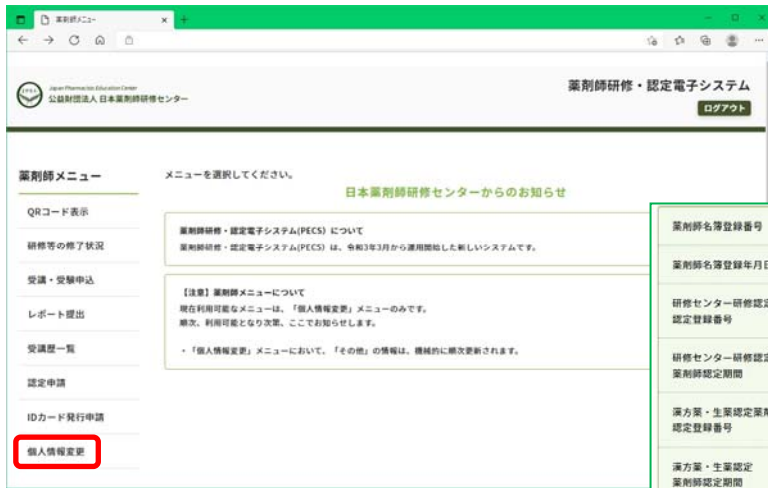 薬剤師メニュー
Japan Pharmacists Education Center
公益財団法人 日本薬剤師研修センター
薬剤師研修・認定電子システム
ログアウト
薬剤師メニュー
QRコード表示
研修等の修了状況
受講・受験申込
レポート提出
受講歴一覧
認定申請
IDカード発行申請
個人情報変更
メニューを選択してください。
日本薬剤師研修センターからのお知らせ
薬剤師研修・認定電子システム(PECS) について
薬剤師研修・認定電子システム(PECS) は、令和3年3月から運用開始した新しいシステムです。
【注意】薬剤師メニューについて
現在利用可能なメニューは、「個人情報変更」メニューのみです。
順次、利用可能となり次第、ここでお知らせします。
・「個人情報変更」メニューにおいて、「その他」の情報は、機械的に順次更新されます。
薬剤師名簿登録番号
薬剤師名簿登録年月日
研修センター研修認定
認定登録番号
研修センター研修認定
薬剤師認定期間
漢方薬・生薬認定薬剤
認定登録番号
漢方薬・生薬認定
薬剤師認定期間